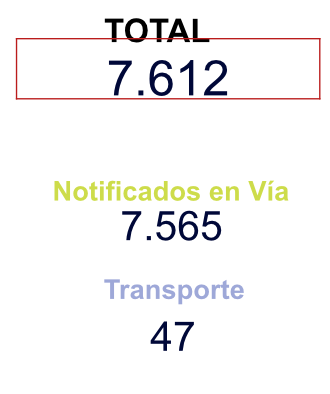 TOTAL
7.612
Notificados en Vía
7.565
Transporte
47